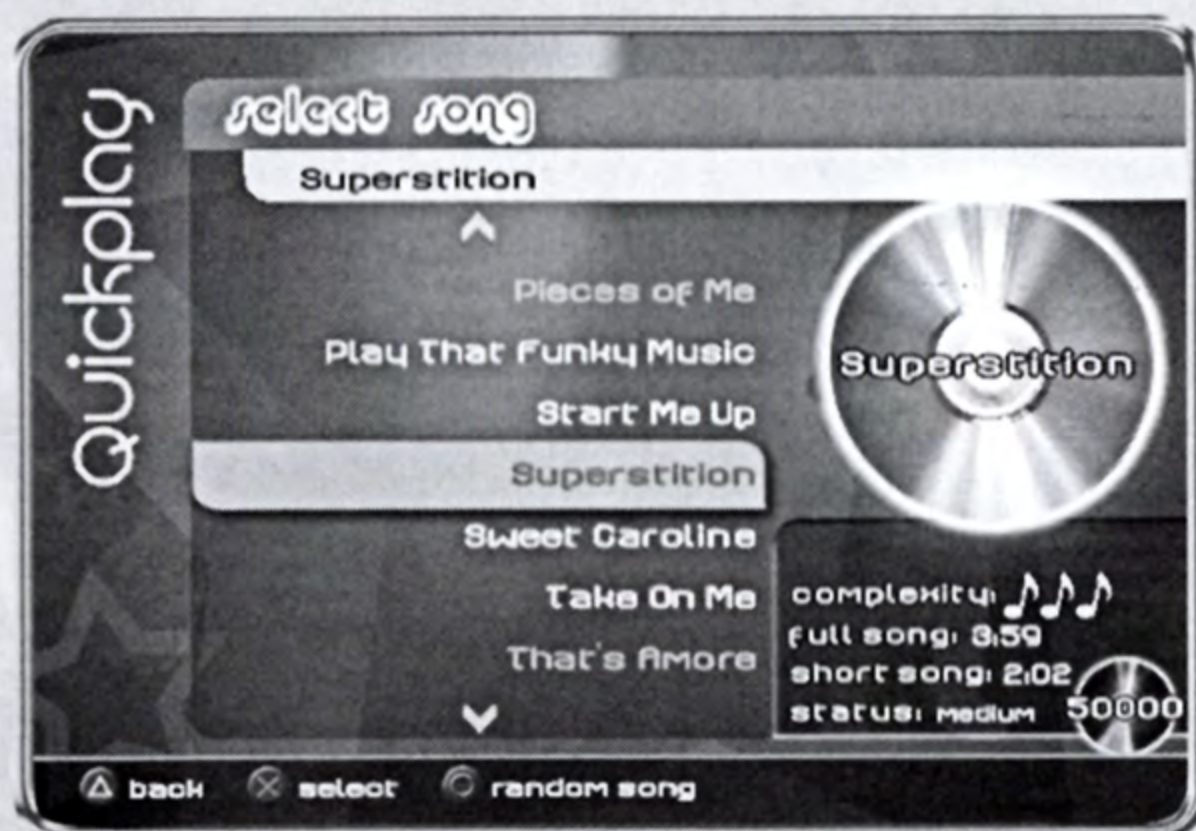 Quickplay
select song
Superstition
Pieces of Me
Play That Funky Music
Start Me Up
Superstition
Sweet Caroline
Take On Me
That's Amore
Superstition
complexity:
full song: 3:59
short song: 2:02
status: medium
50000
back select random song